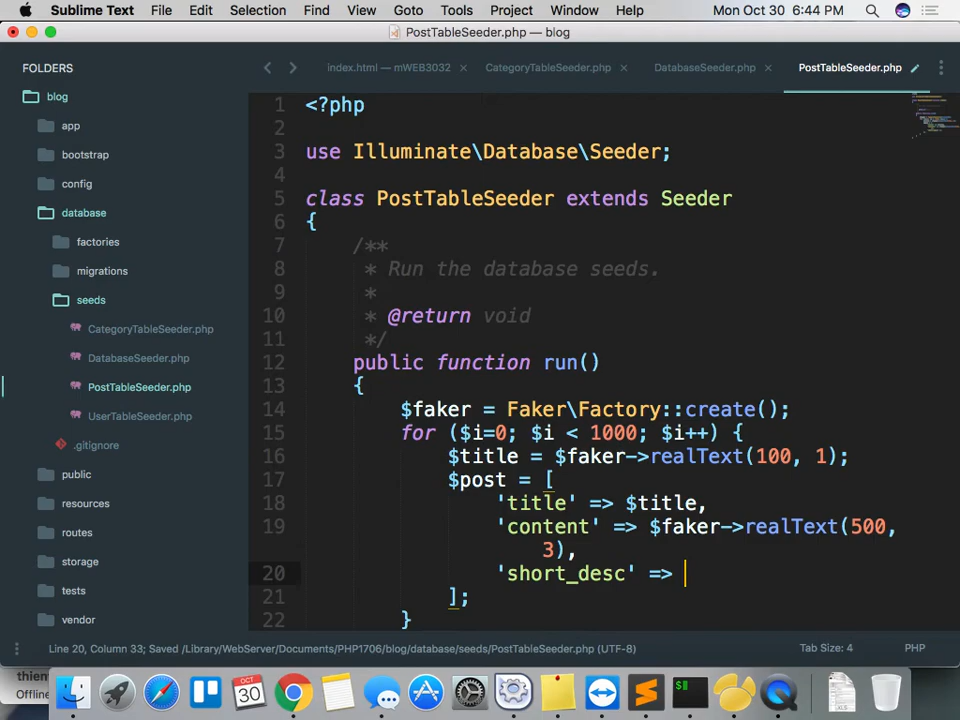 Sublime Text File Edit Selection Find View Goto Tools Project Window Help Mon Oct 30 6:44 PM
PostTableSeeder.php — blog
FOLDERS
blog
app
bootstrap
config
database
factories
migrations
seeds
CategoryTableSeeder.php
DatabaseSeeder.php
PostTableSeeder.php
UserTableSeeder.php
.gitignore
public
resources
routes
storage
tests
vendor
index.html — mWEB3032 CategoryTableSeeder.php DatabaseSeeder.php PostTableSeeder.php
1 <?php
2
3 use Illuminate\Database\Seeder;
4
5 class PostTableSeeder extends Seeder
6 {
7 /**
8 * Run the database seeds.
9 *
10 * @return void
11 */
12 public function run()
13 {
14 $faker = Faker\Factory::create();
15 for ($i=0; $i < 1000; $i++) {
16 $title = $faker->realText(100, 1);
17 $post = [
18 'title' => $title,
19 'content' => $faker->realText(500,
3),
20 'short_desc' =>
21 ];
22 }
Line 20, Column 33; Saved /Library/WebServer/Documents/PHP1706/blog/database/seeds/PostTableSeeder.php (UTF-8) Tab Size: 4 PHP
Offline
OCT
30